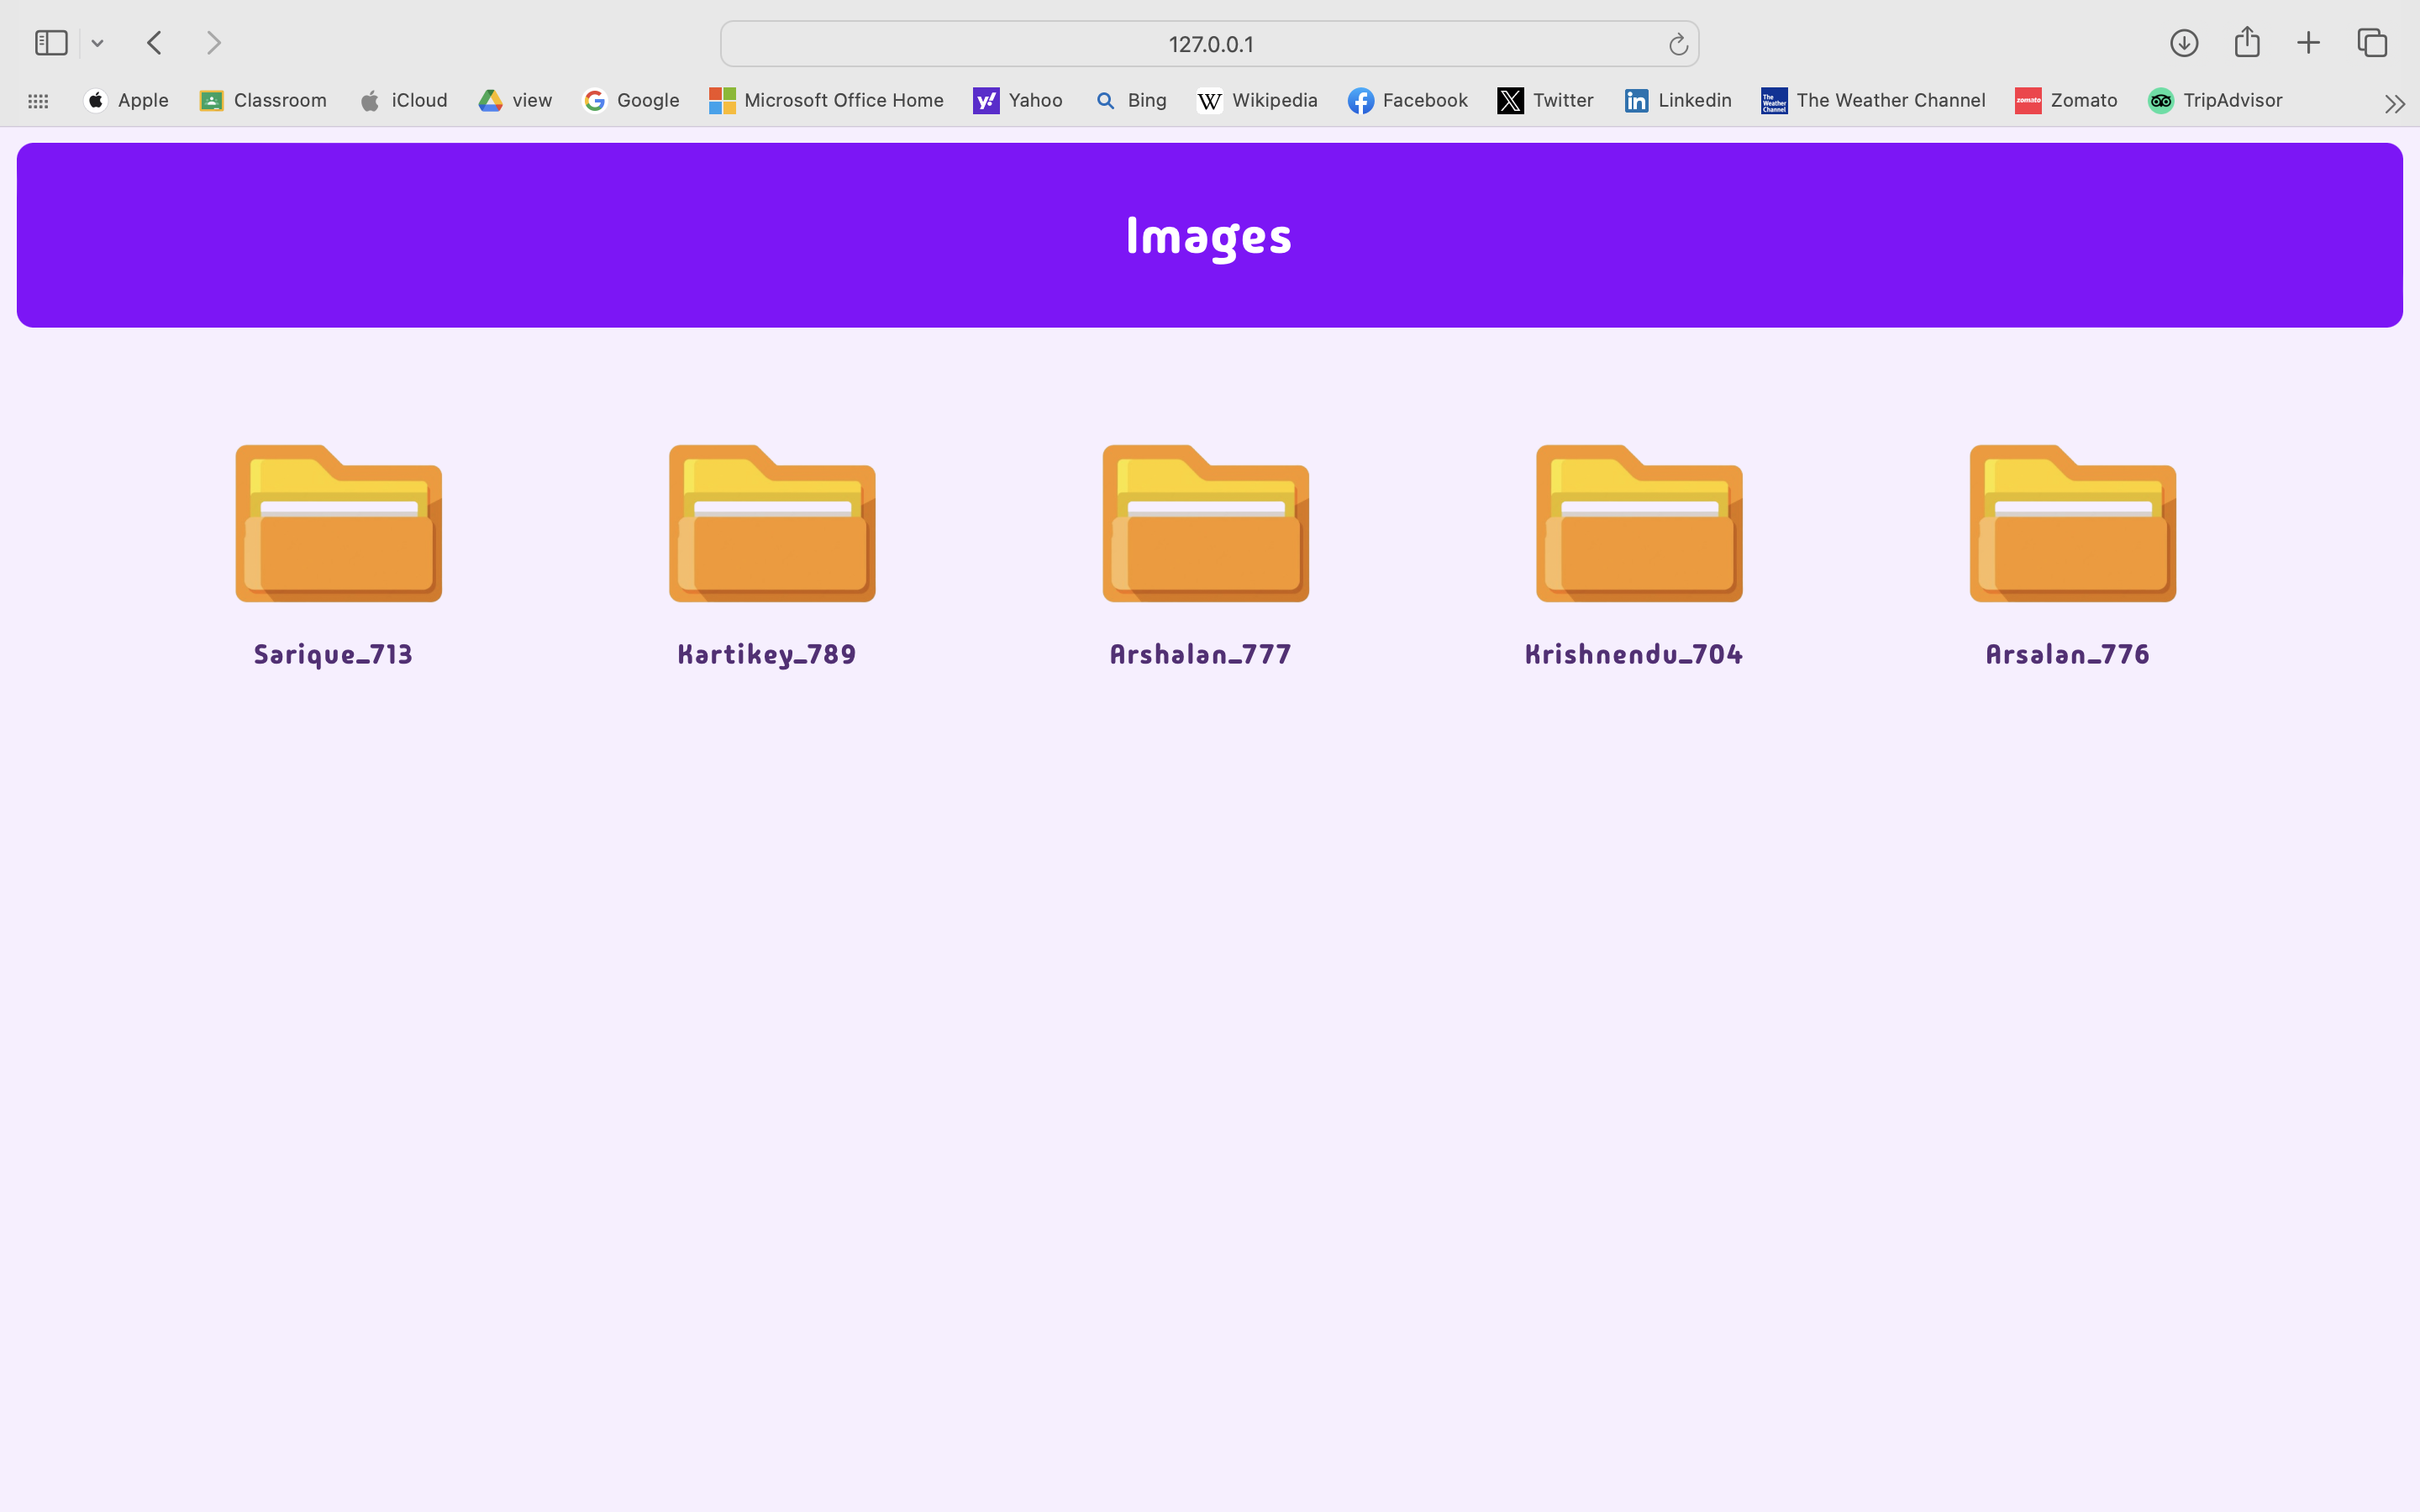 127.0.0.1
Apple Classroom iCloud view Google Microsoft Office Home Yahoo Bing Wikipedia Facebook Twitter Linkedin The Weather Channel Zomato TripAdvisor
Images
Sarique_713 Kartikey_789 Arshalan_777 Krishnendu_704 Arsalan_776